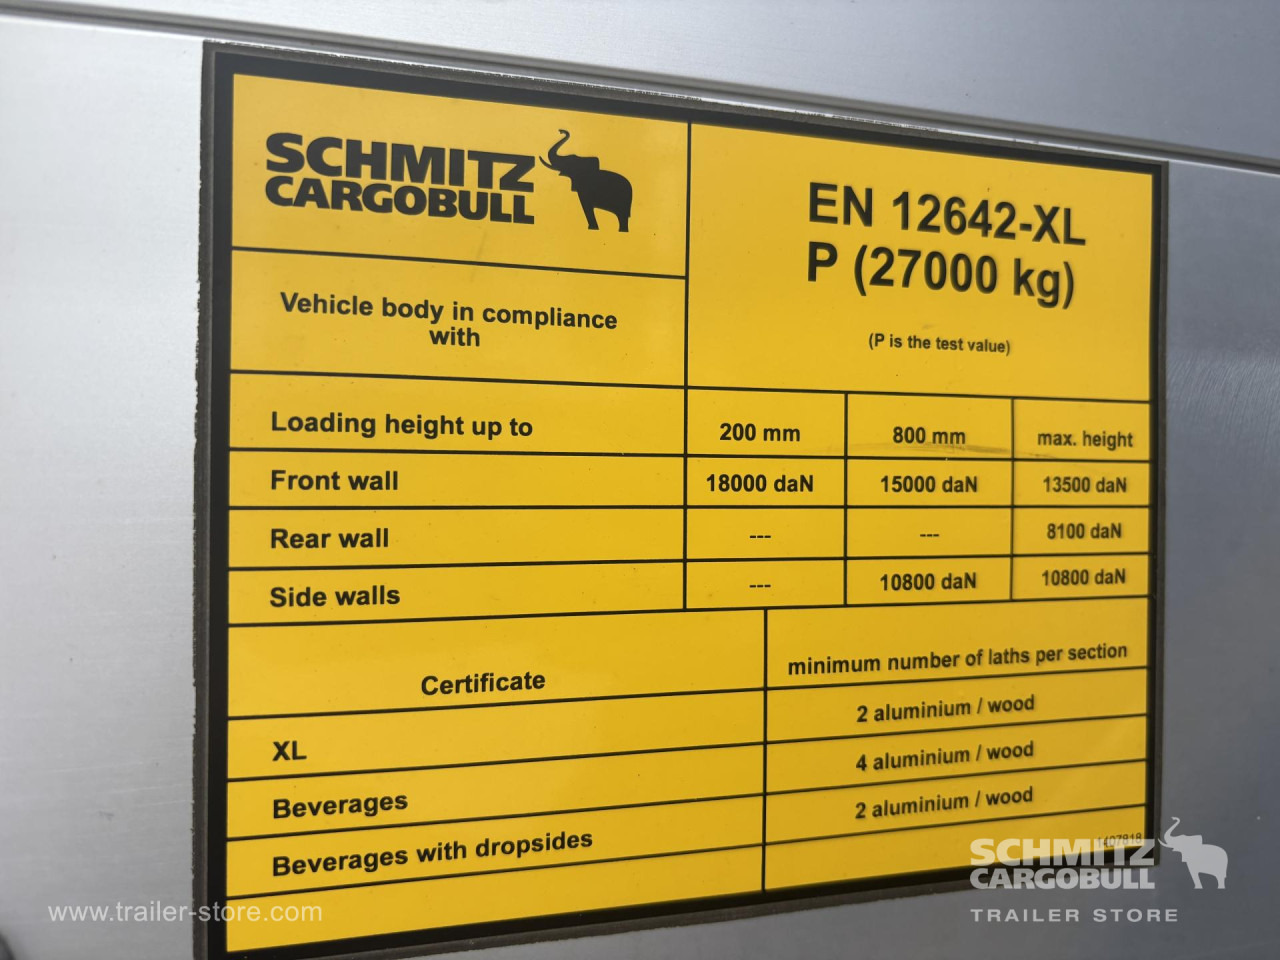 SCHMITZ
CARGOBULL
EN 12642-XL
P (27000 kg)
(P is the test value)
Vehicle body in compliance
with
Loading height up to 200 mm 800 mm max. height
Front wall 18000 daN 15000 daN 13500 daN
Rear wall --- --- 8100 daN
Side walls --- 10800 daN 10800 daN
Certificate minimum number of laths per section
XL 2 aluminium / wood
Beverages 4 aluminium / wood
Beverages with dropsides 2 aluminium / wood
SCHMITZ
CARGOBULL
TRAILER STORE
www.trailer-store.com